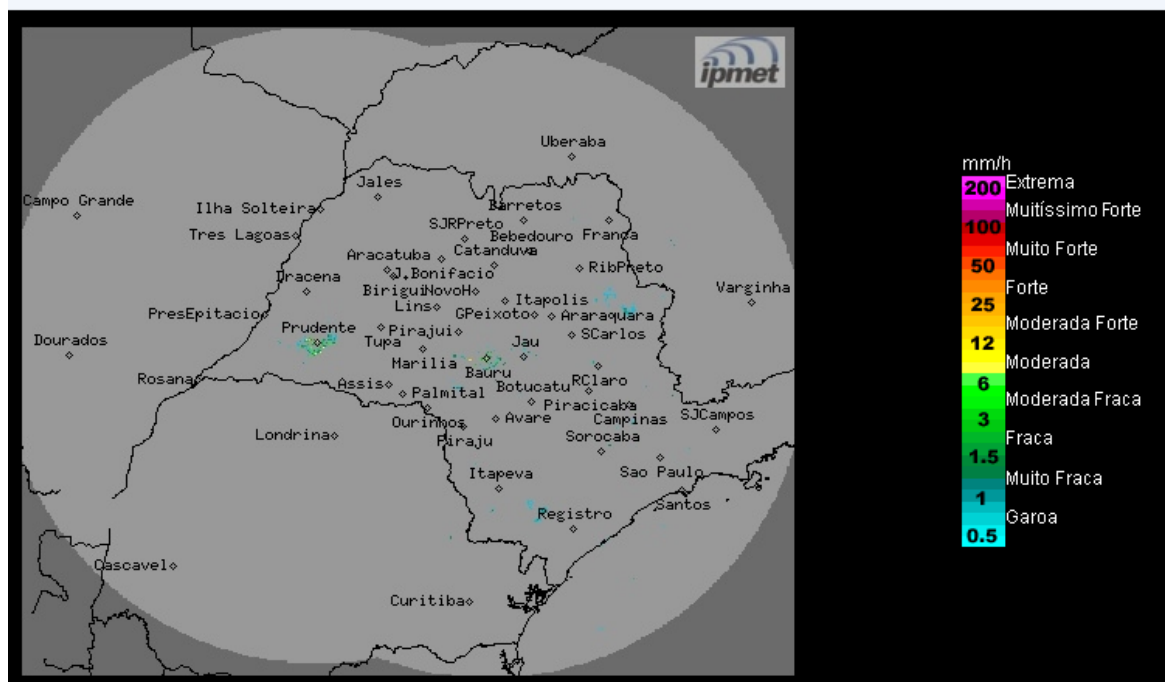 ipmet
Uberaba
Jales
Campo Grande
Ilha Solteira
Barretos
SJRPreto
Tres Lagoas
Bebedouro
Franca
Aracatuba
Catanduva
Dracena
J.Bonifacio
RibPreto
Birigui
NovoH
Varginha
Lins
Itapolis
PresEpitacio
GPeixoto
Araraquara
Prudente
Pirajui
SCarlos
Dourados
Tupa
Jau
Marilia
Bauru
Rosana
Assis
Botucatu
RClaro
Palmital
Piracicaba
SJCampos
Ourinhos
Avare
Campinas
Londrina
Piraju
Sorocaba
Itapeva
Sao Paulo
Santos
Registro
Cascavel
Curitiba
mm/h
200 Extrema
Muitíssimo Forte
100
Muito Forte
50
Forte
25
Moderada Forte
12
Moderada
6
Moderada Fraca
3
Fraca
1.5
Muito Fraca
1
Garoa
0.5